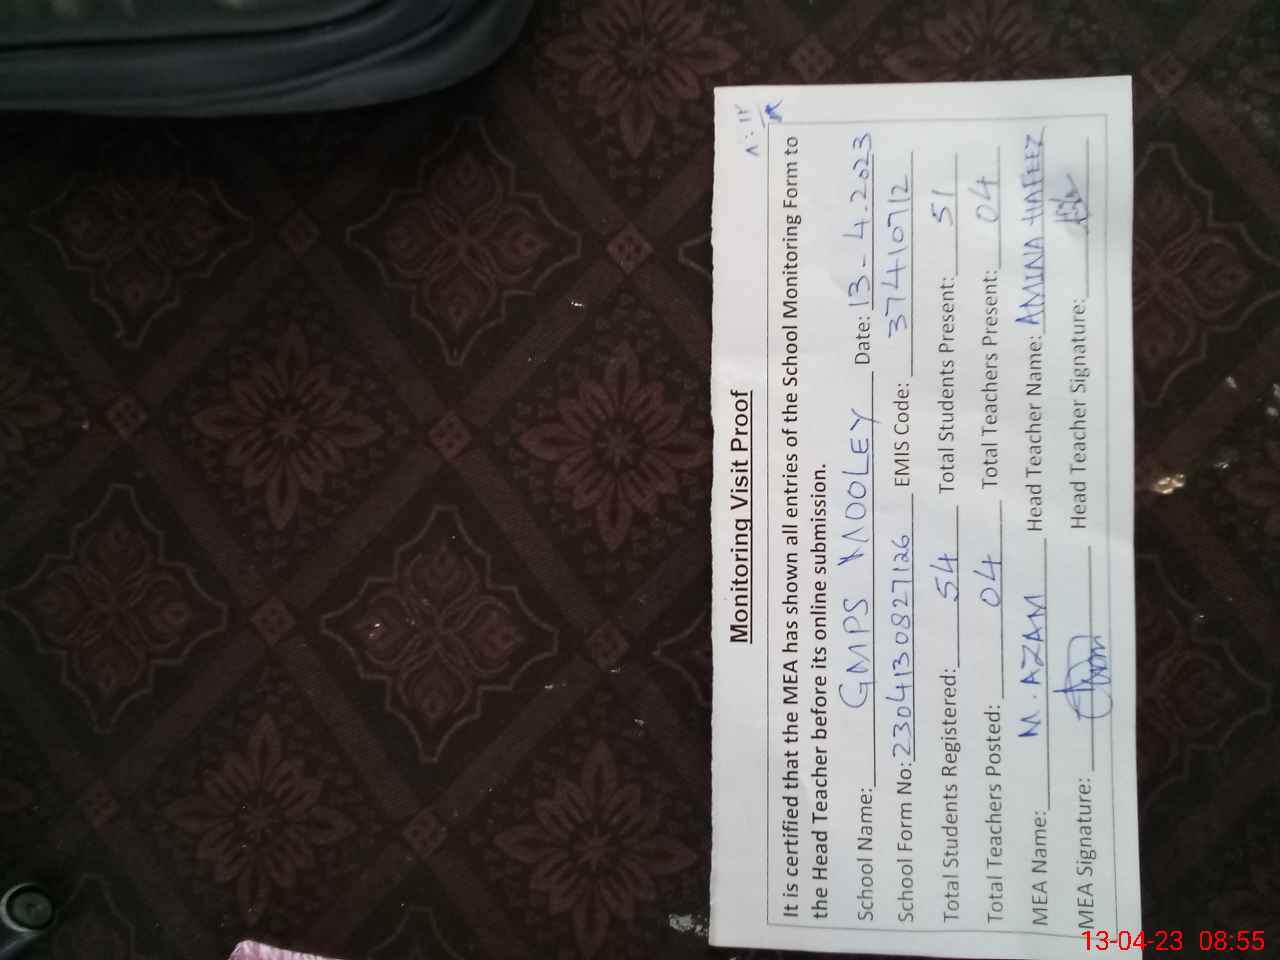 ۸:۱۲
Monitoring Visit Proof
It is certified that the MEA has shown all entries of the School Monitoring Form to
the Head Teacher before its online submission.
School Name: GMPS MOOLEY Date: 13-4.2023
School Form No: 2304130827126 EMIS Code: 37410712
Total Students Registered: 54 Total Students Present: 51
Total Teachers Posted: 04 Total Teachers Present: 04
MEA Name: M. AZAM Head Teacher Name: AMINA HAFEEZ
MEA Signature: Head Teacher Signature:
13-04-23 08:55